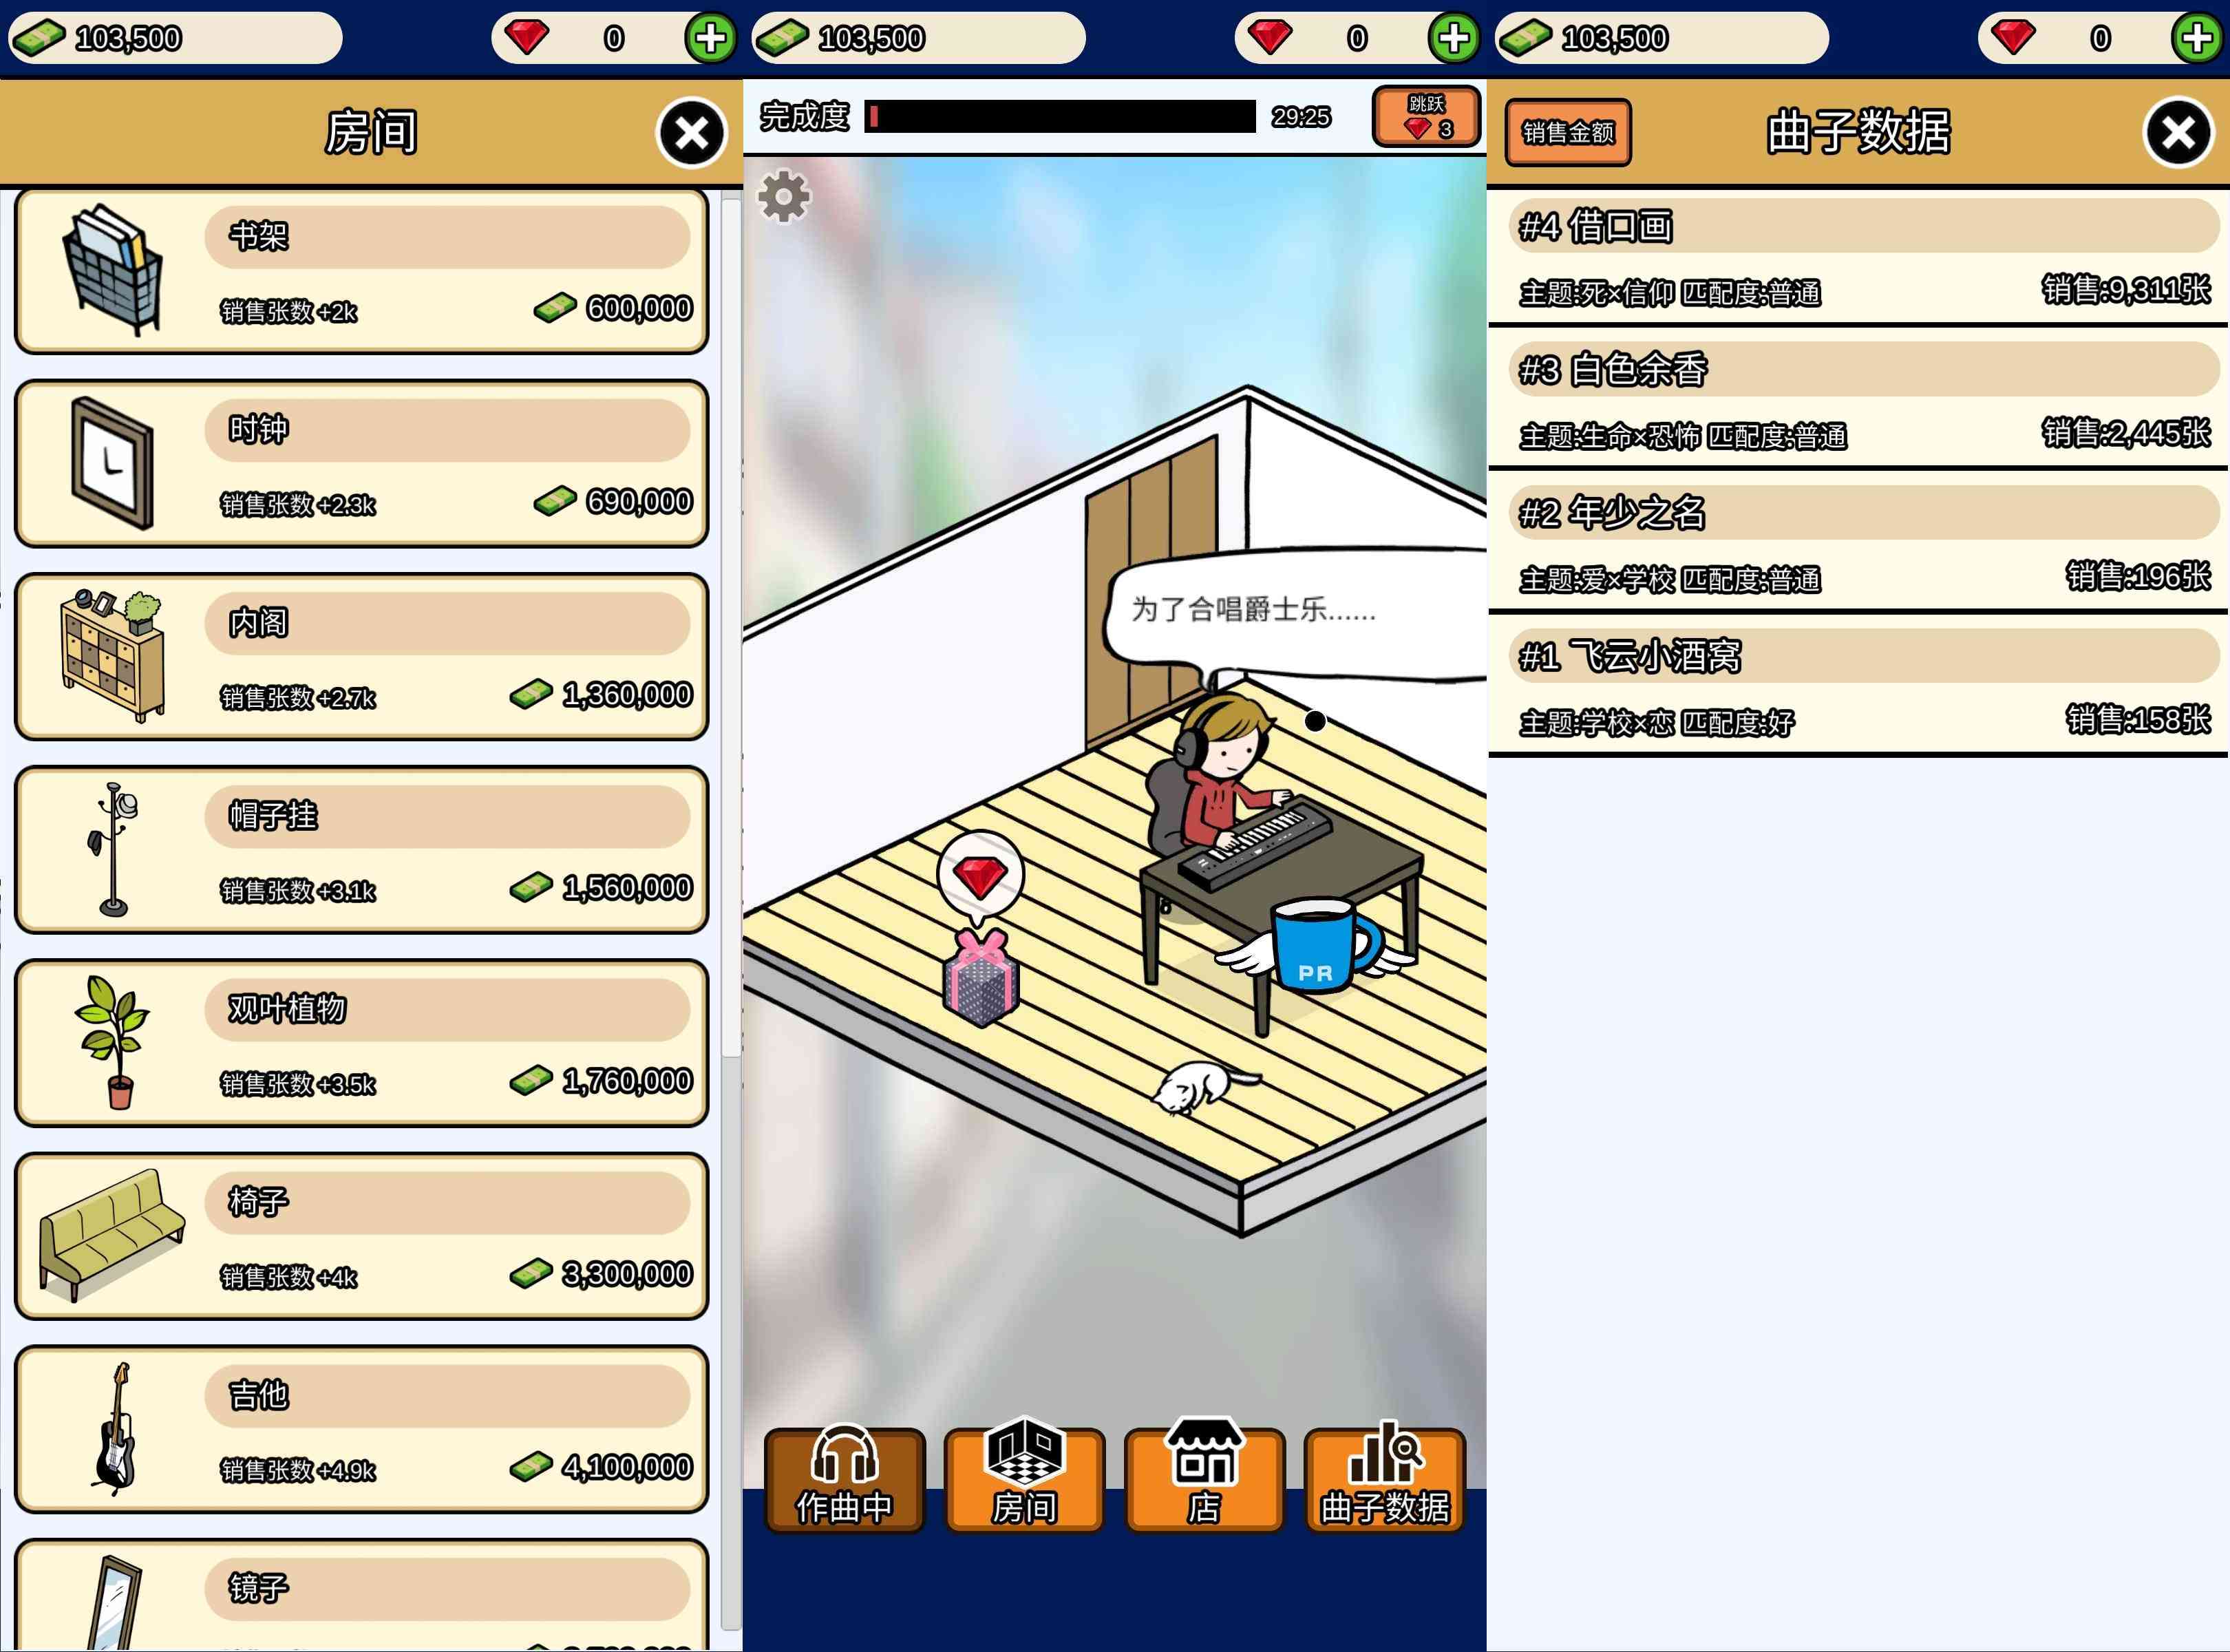 103,500
0
房间
书架
销售张数 +2k
600,000
时钟
销售张数 +2.3k
690,000
内阁
销售张数 +2.7k
1,360,000
帽子挂
销售张数 +3.1k
1,560,000
观叶植物
销售张数 +3.5k
1,760,000
椅子
销售张数 +4k
3,300,000
吉他
销售张数 +4.9k
4,100,000
镜子
103,500
0
完成度
29:25
跳跃
3
为了合唱爵士乐......
PR
作曲中
房间
店
曲子数据
103,500
0
销售金额
曲子数据
#4 借口画
主题:死×信仰 匹配度:普通
销售:9,311张
#3 白色余香
主题:生命×恐怖 匹配度:普通
销售:2,445张
#2 年少之名
主题:爱×学校 匹配度:普通
销售:196张
#1 飞云小酒窝
主题:学校×恋 匹配度:好
销售:158张